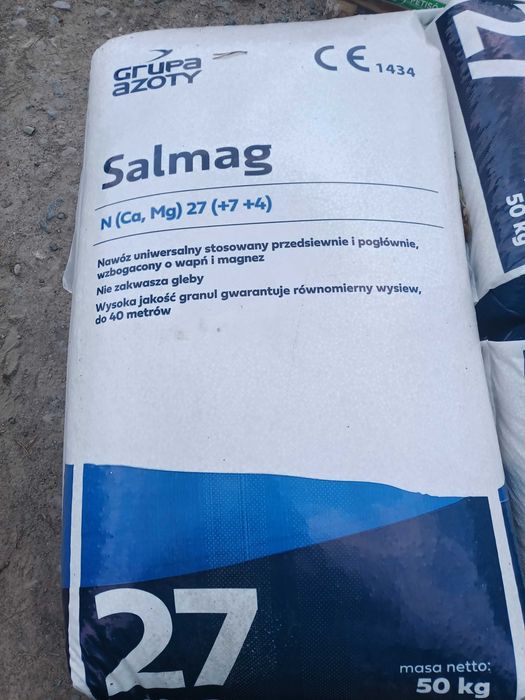 GRUPA
AZOTY
CE 1434
Salmag
N (Ca, Mg) 27 (+7 +4)
Nawóz uniwersalny stosowany przedsiewnie i pogłównie,
wzbogacony o wapń i magnez
Nie zakwasza gleby
Wysoka jakość granul gwarantuje równomierny wysiew,
do 40 metrów
27
masa netto:
50 kg
27
50 kg